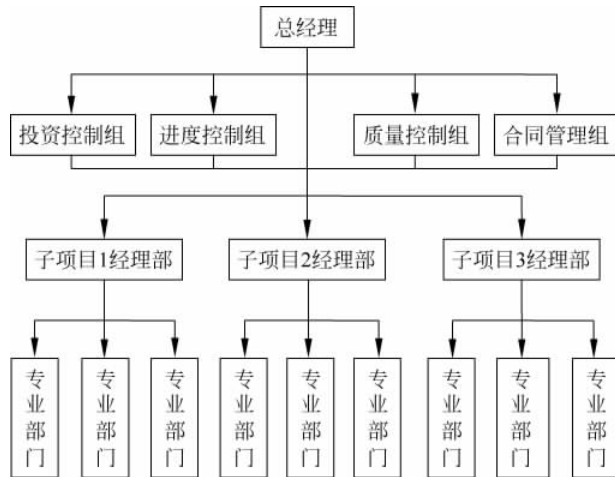 总经理
投资控制组
进度控制组
质量控制组
合同管理组
子项目1经理部
子项目2经理部
子项目3经理部
专业部门
专业部门
专业部门
专业部门
专业部门
专业部门
专业部门
专业部门
专业部门